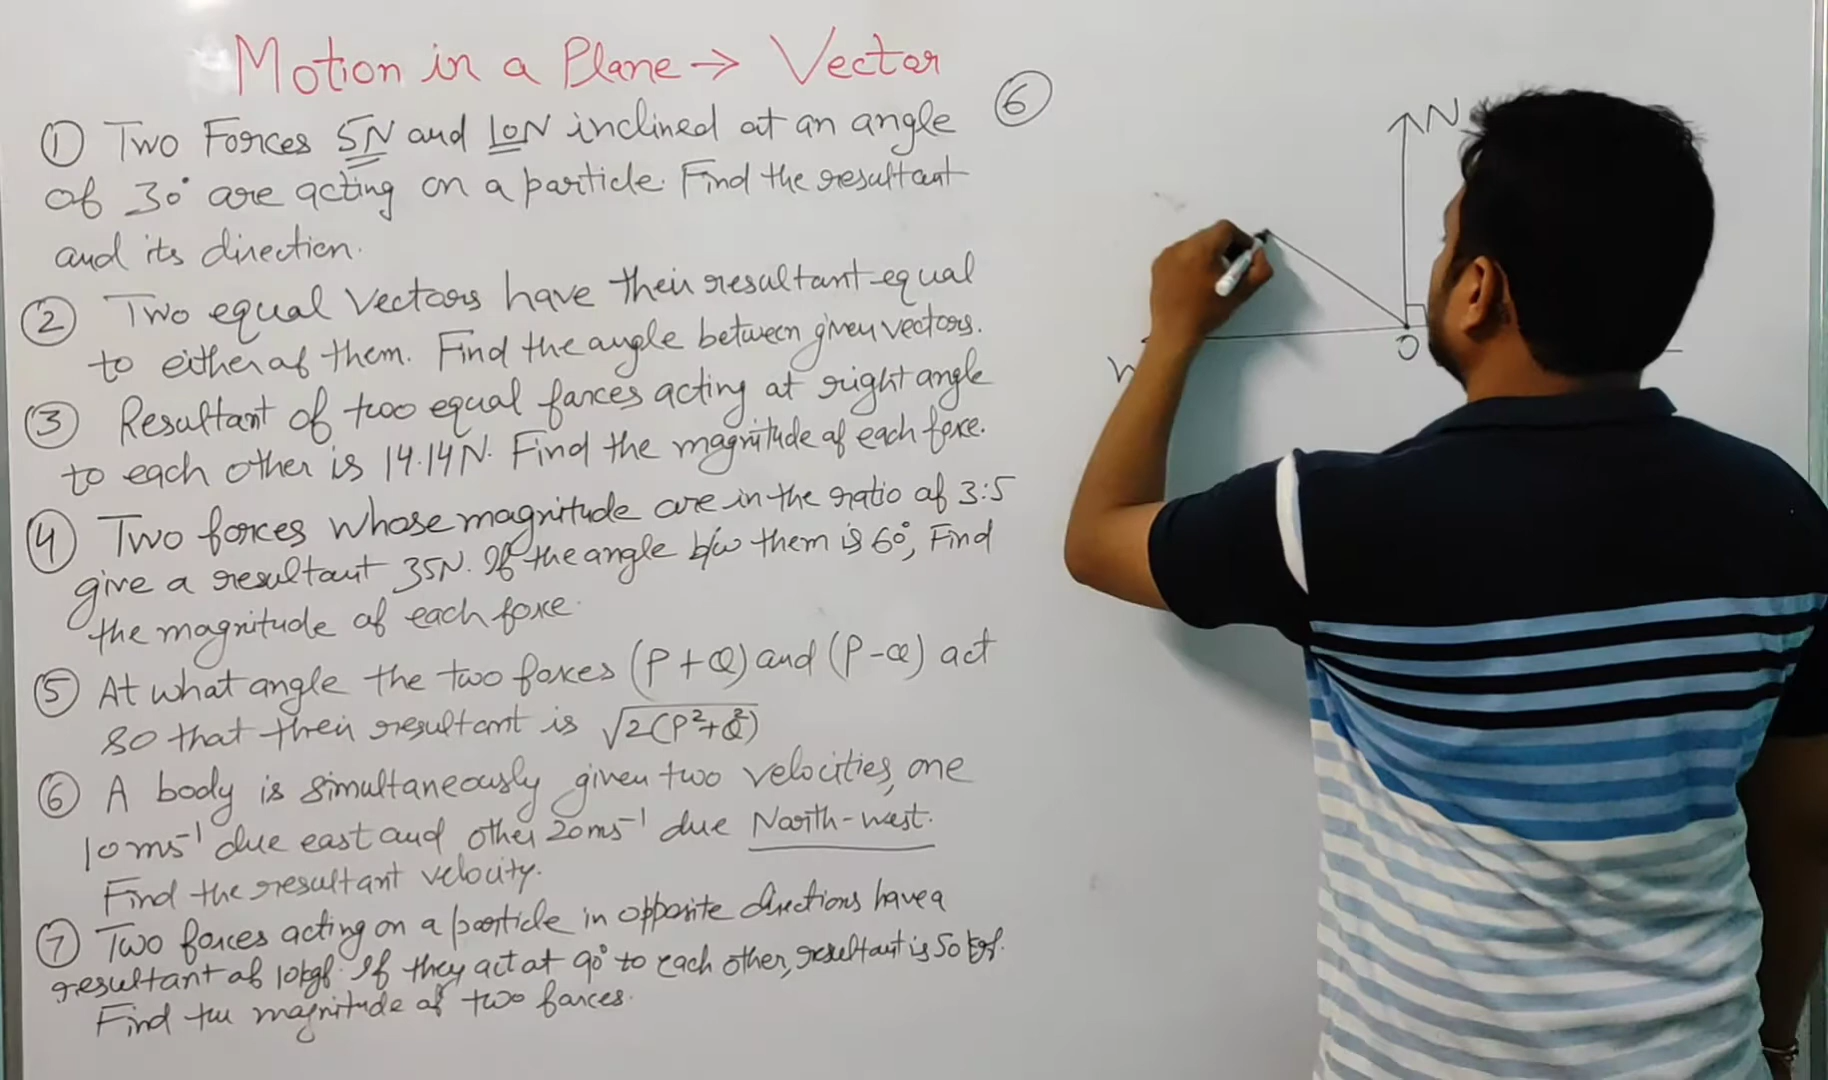 Motion in a Plane → Vector
① Two Forces 5N and 10N inclined at an angle
of 30° are acting on a particle. Find the resultant
and its direction.
② Two equal Vectors have their resultant equal
to either of them. Find the angle between given vectors.
③ Resultant of two equal forces acting at right angle
to each other is 14.14N. Find the magnitude of each force.
④ Two forces whose magnitude are in the ratio of 3:5
give a resultant 35N. If the angle b/w them is 60°, Find
the magnitude of each force.
⑤ At what angle the two forces (P+Q) and (P-Q) act
so that their resultant is √2(P²+Q²)
⑥ A body is simultaneously given two velocities, one
10ms⁻¹ due east and other 20ms⁻¹ due North-west.
Find the resultant velocity.
⑦ Two forces acting on a particle in opposite directions have a
resultant of 10kgf. If they act at 90° to each other, resultant is 50 kgf.
Find the magnitude of two forces.
⑥
N
O